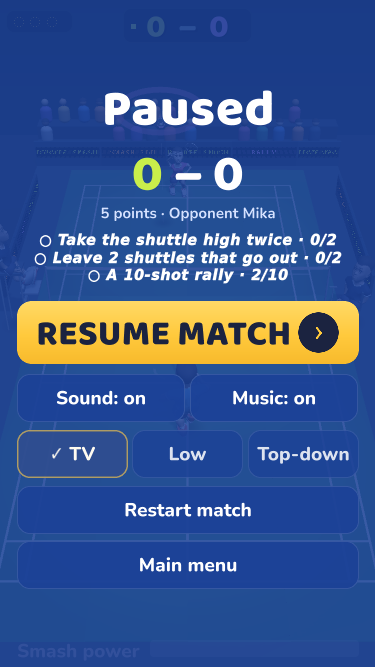 · 0 – 0
Paused
0 – 0
5 points · Opponent Mika
○ Take the shuttle high twice · 0/2
○ Leave 2 shuttles that go out · 0/2
○ A 10-shot rally · 2/10
RESUME MATCH ›
Sound: on Music: on
✓ TV Low Top-down
Restart match
Main menu
Smash power